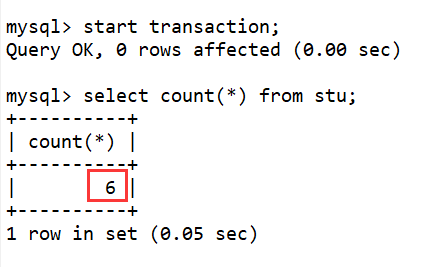 mysql> start transaction;
Query OK, 0 rows affected (0.00 sec)
mysql> select count(*) from stu;
+----------+
| count(*) |
+----------+
|        6 |
+----------+
1 row in set (0.05 sec)